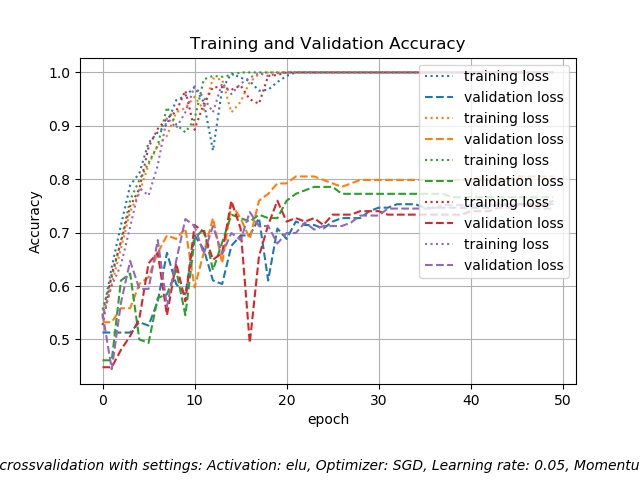 Training and Validation Accuracy
1.0
0.9
0.8
0.7
0.6
0.5
Accuracy
training loss
validation loss
training loss
validation loss
training loss
validation loss
training loss
validation loss
training loss
validation loss
0 10 20 30 40 50
epoch
crossvalidation with settings: Activation: elu, Optimizer: SGD, Learning rate: 0.05, Momentu